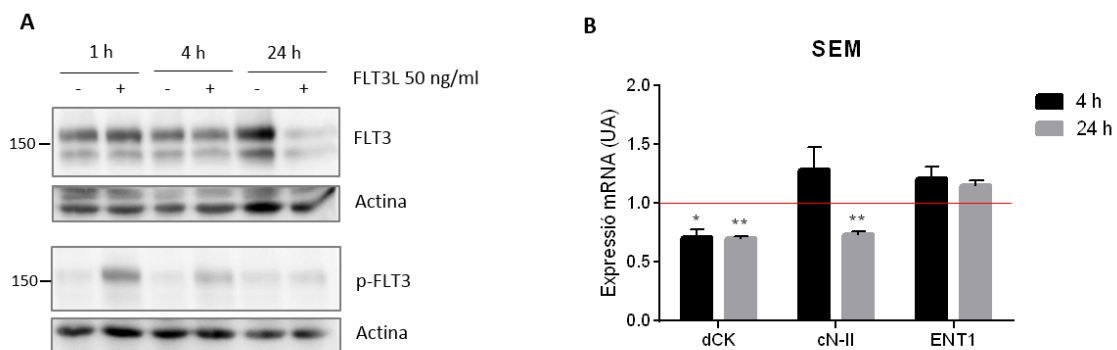 A
1 h 4 h 24 h
- + - + - + FLT3L 50 ng/ml
150 FLT3
Actina
150 p-FLT3
Actina
B
SEM
Expressió mRNA (UA)
2.0
1.5
1.0
0.5
0.0
* ** **
dCK cN-II ENT1
4 h
24 h